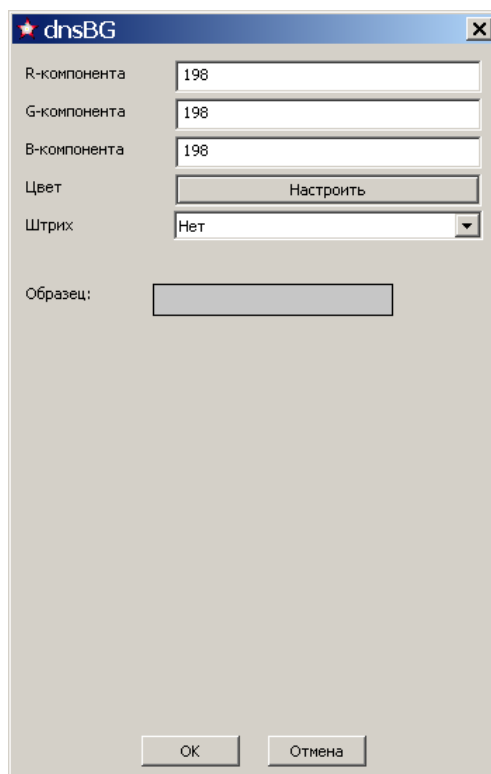 dnsBG
R-компонента 198
G-компонента 198
B-компонента 198
Цвет Настроить
Штрих Нет
Образец:
OK Отмена